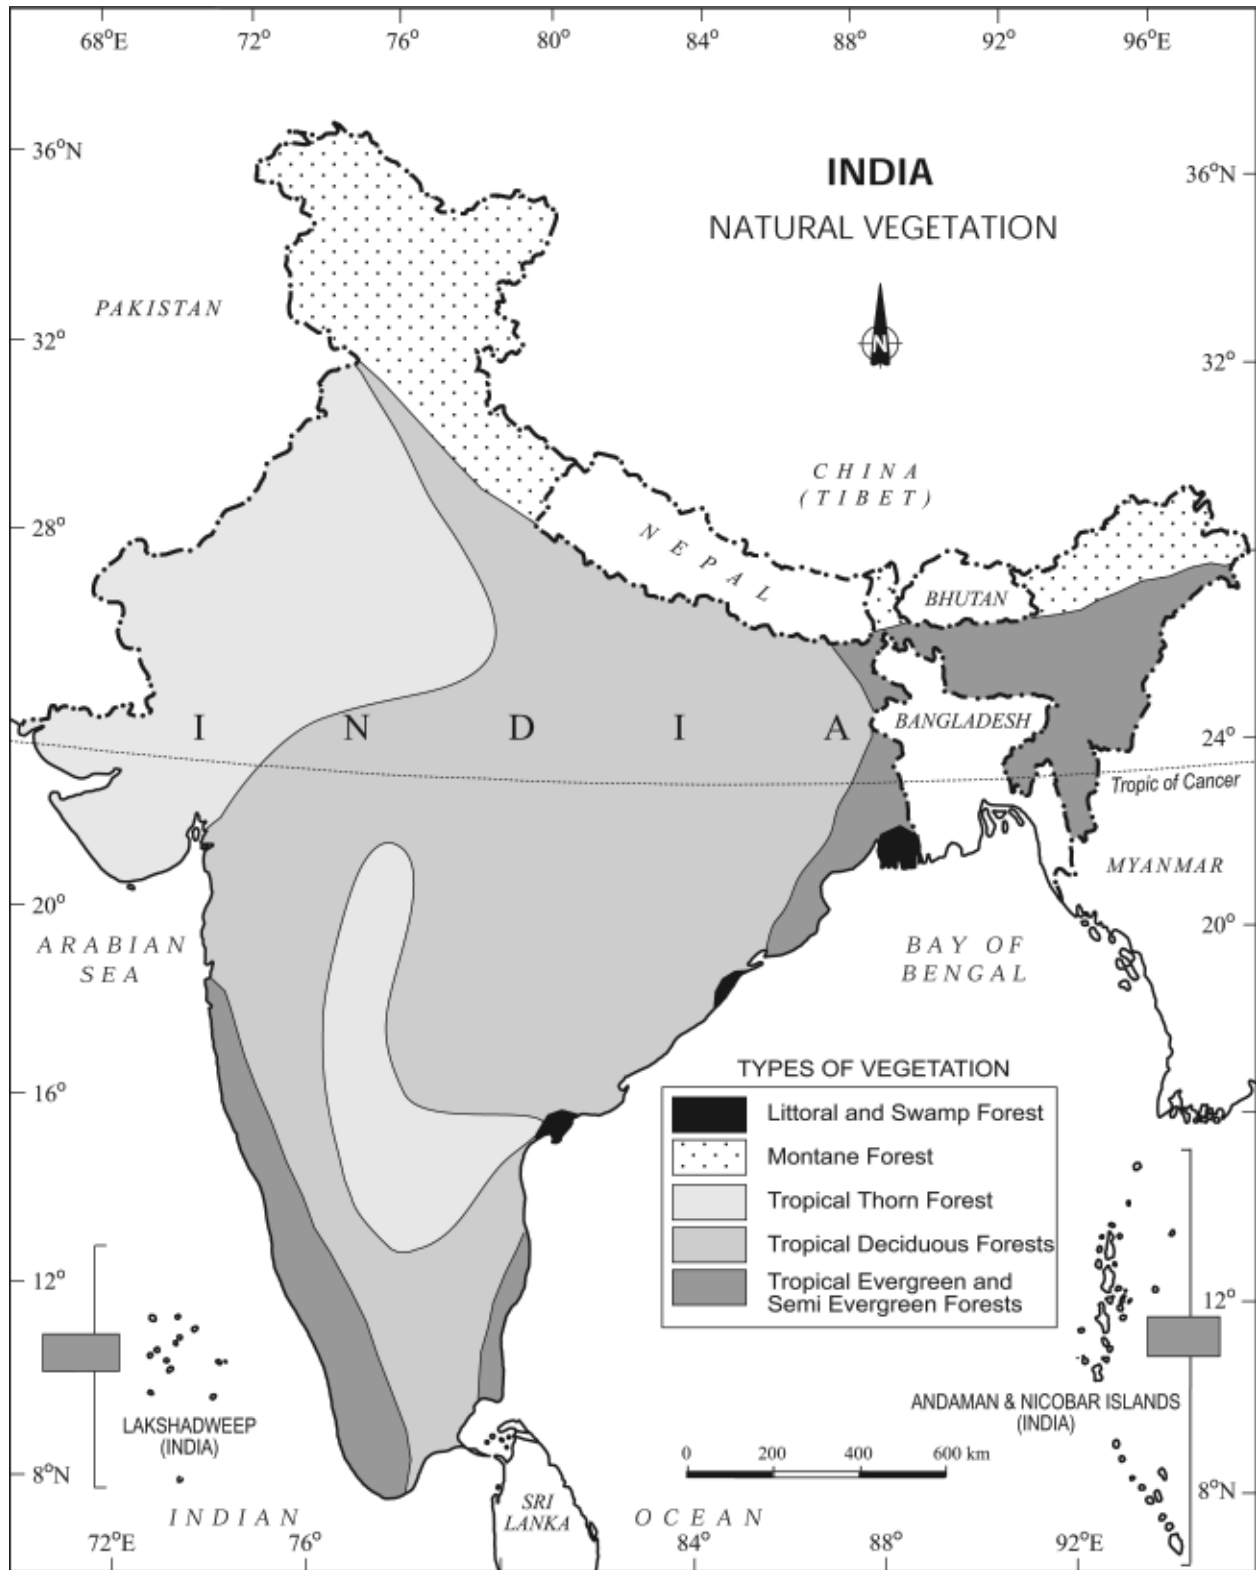 68°E 72° 76° 80° 84° 88° 92° 96°E
36°N
36°N
INDIA
NATURAL VEGETATION
N
PAKISTAN
32°
32°
CHINA
(TIBET)
28°
NEPAL
BHUTAN
INDIA
BANGLADESH
24°
Tropic of Cancer
MYANMAR
20°
20°
ARABIAN
SEA
BAY OF
BENGAL
16°
TYPES OF VEGETATION
Littoral and Swamp Forest
Montane Forest
Tropical Thorn Forest
Tropical Deciduous Forests
Tropical Evergreen and
Semi Evergreen Forests
12°
12°
LAKSHADWEEP
(INDIA)
ANDAMAN & NICOBAR ISLANDS
(INDIA)
0 200 400 600 km
8°N
8°N
SRI
LANKA
INDIAN OCEAN
72°E 76° 84° 88° 92°E